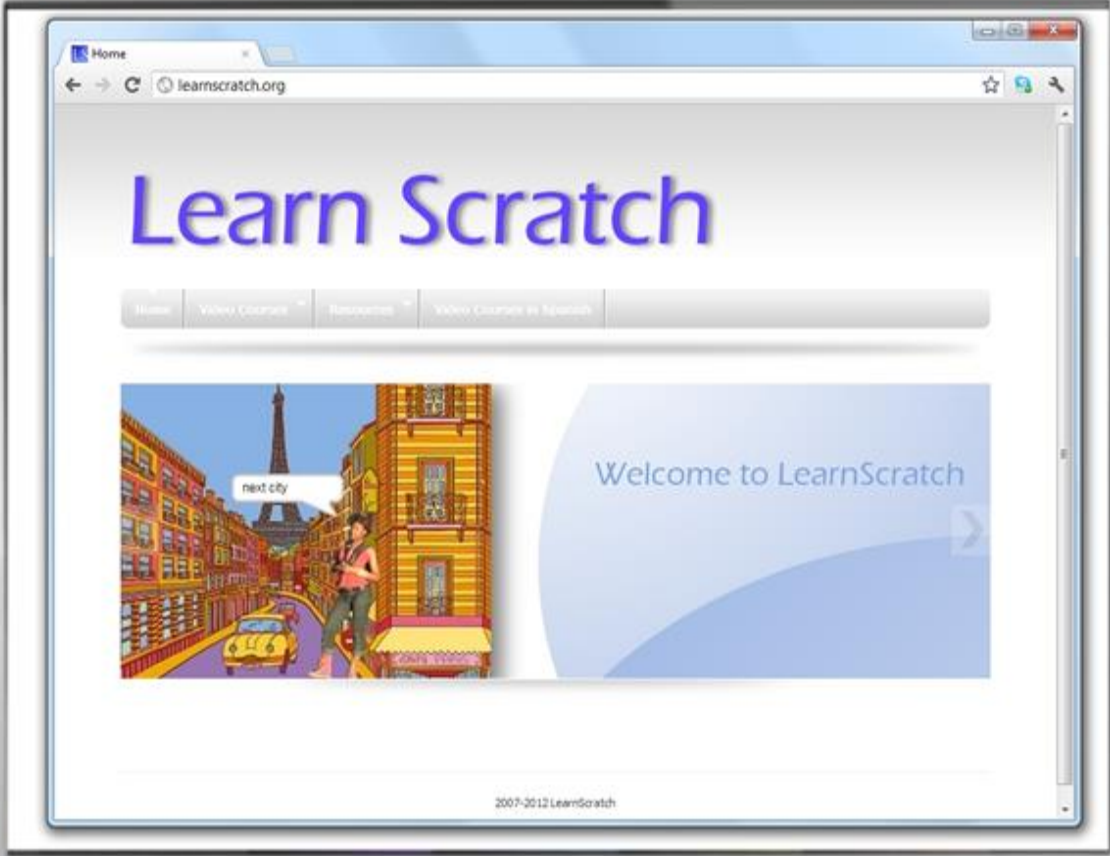 Home
learnscratch.org
Learn Scratch
Home Video Courses Resources Video Courses in Spanish
next city
Welcome to LearnScratch
2007-2012 LearnScratch